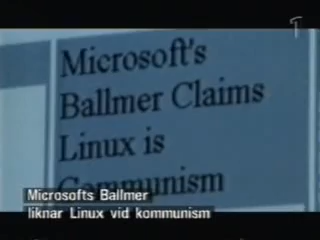 Microsoft's
Ballmer Claims
Linux is
Communism
Microsofts Ballmer
liknar Linux vid kommunism